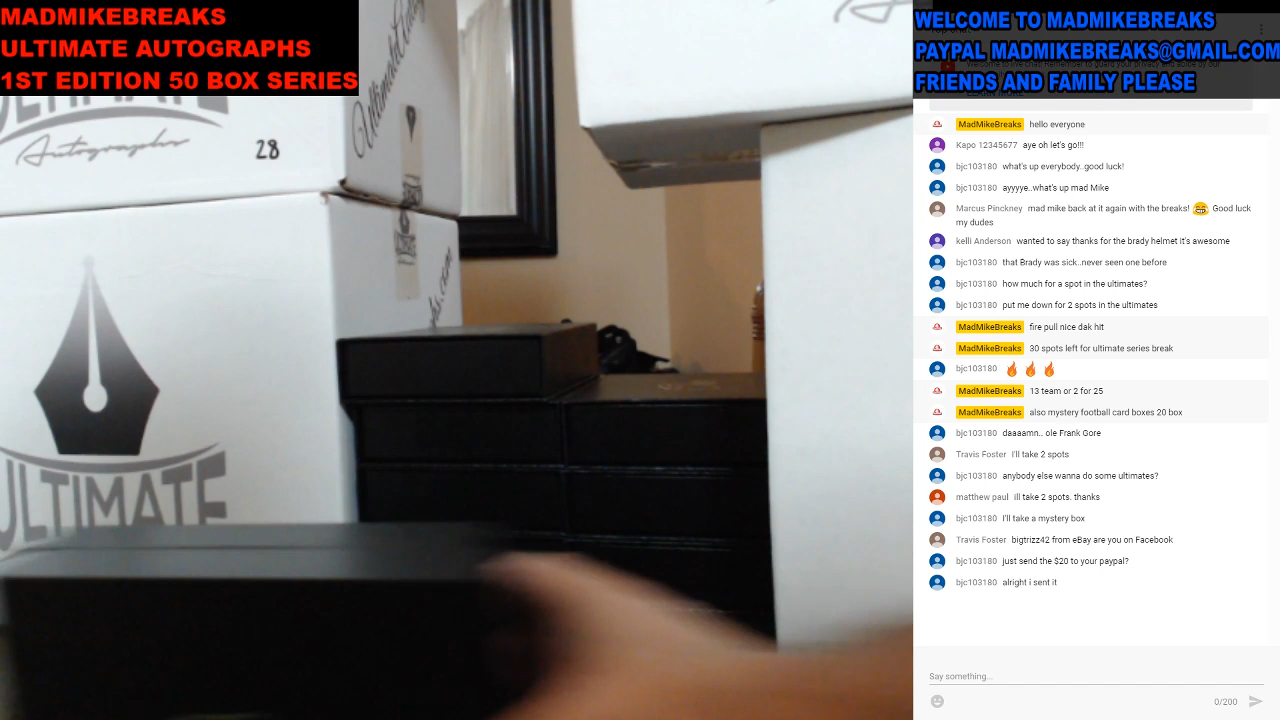 MADMIKEBREAKS
ULTIMATE AUTOGRAPHS
1ST EDITION 50 BOX SERIES
Autographs
28
ULTIMATE
WELCOME TO MADMIKEBREAKS
PAYPAL MADMIKEBREAKS@GMAIL.COM
FRIENDS AND FAMILY PLEASE
MadMikeBreaks hello everyone
Kapo 12345677 aye oh let's go!!!
bjc103180 what's up everybody..good luck!
bjc103180 ayyyye..what's up mad Mike
Marcus Pinckney mad mike back at it again with the breaks! 😂 Good luck
my dudes
kelli Anderson wanted to say thanks for the brady helmet it's awesome
bjc103180 that Brady was sick..never seen one before
bjc103180 how much for a spot in the ultimates?
bjc103180 put me down for 2 spots in the ultimates
MadMikeBreaks fire pull nice dak hit
MadMikeBreaks 30 spots left for ultimate series break
bjc103180 🔥 🔥 🔥
MadMikeBreaks 13 team or 2 for 25
MadMikeBreaks also mystery football card boxes 20 box
bjc103180 daaaamn.. ole Frank Gore
Travis Foster I'll take 2 spots
bjc103180 anybody else wanna do some ultimates?
matthew paul ill take 2 spots. thanks
bjc103180 I'll take a mystery box
Travis Foster bigtrizz42 from eBay are you on Facebook
bjc103180 just send the $20 to your paypal?
bjc103180 alright i sent it
Say something...
0/200